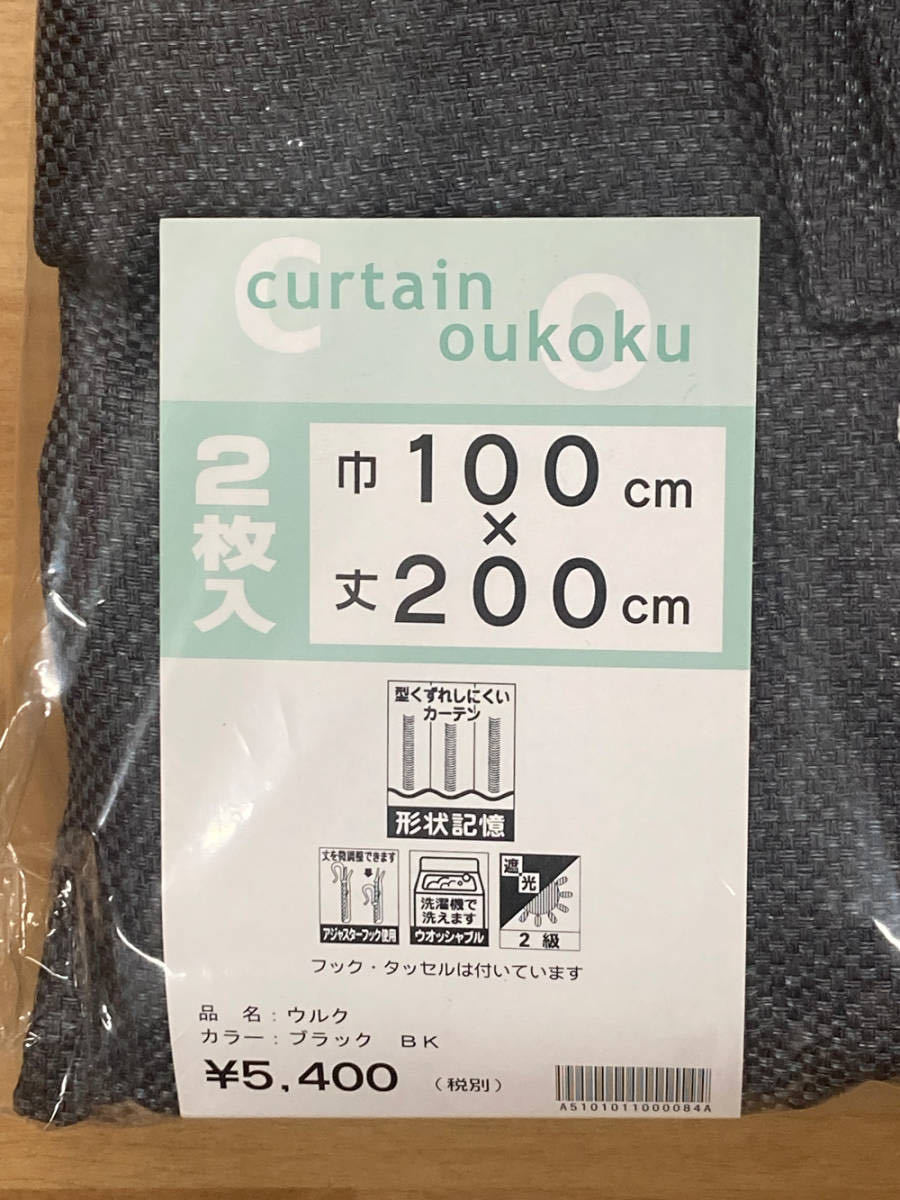 curtain
oukoku
2枚入
巾100cm
×
丈200cm
型くずれしにくい
カーテン
形状記憶
丈を微調整できます
アジャスターフック使用
洗濯機で
洗えます
ウオッシャブル
遮光
2級
フック・タッセルは付いています
品 名：ウルク
カラー：ブラック BK
¥5,400 （税別）
A5101011000084A